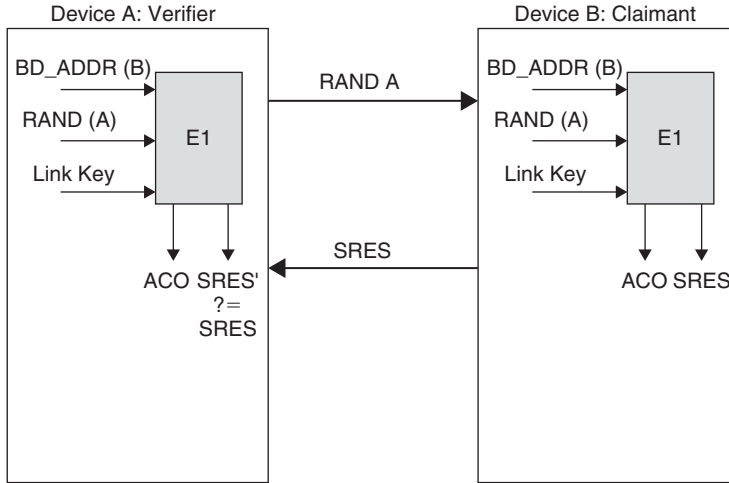 Device A: Verifier
Device B: Claimant
BD_ADDR (B)
RAND (A)
Link Key
E1
ACO SRES'
?=
SRES
RAND A
SRES
BD_ADDR (B)
RAND (A)
Link Key
E1
ACO SRES